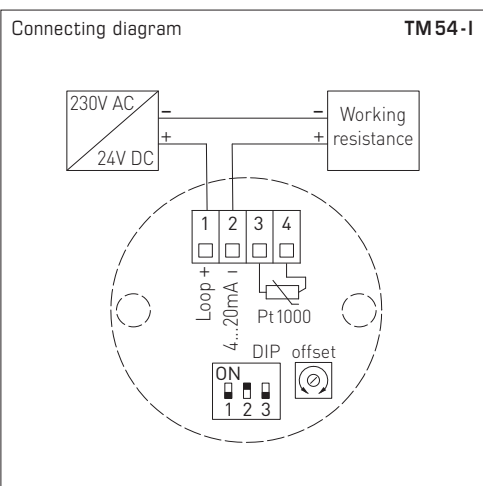 Connecting diagram TM54-I
230V AC
24V DC
–
+
–
+
Working
resistance
1 2 3 4
Loop +
4...20mA –
Pt1000
DIP offset
ON
1 2 3